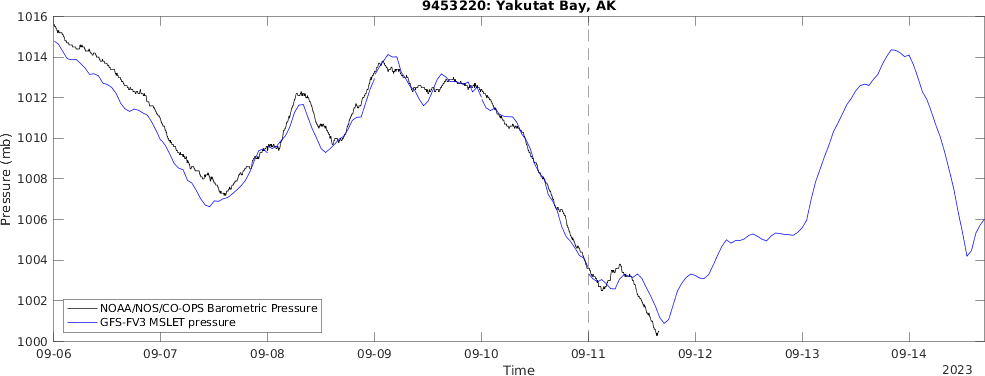 9453220: Yakutat Bay, AK
1016
1014
1012
1010
1008
1006
1004
1002
1000
Pressure (mb)
NOAA/NOS/CO-OPS Barometric Pressure
GFS-FV3 MSLET pressure
09-06 09-07 09-08 09-09 09-10 09-11 09-12 09-13 09-14
Time
2023